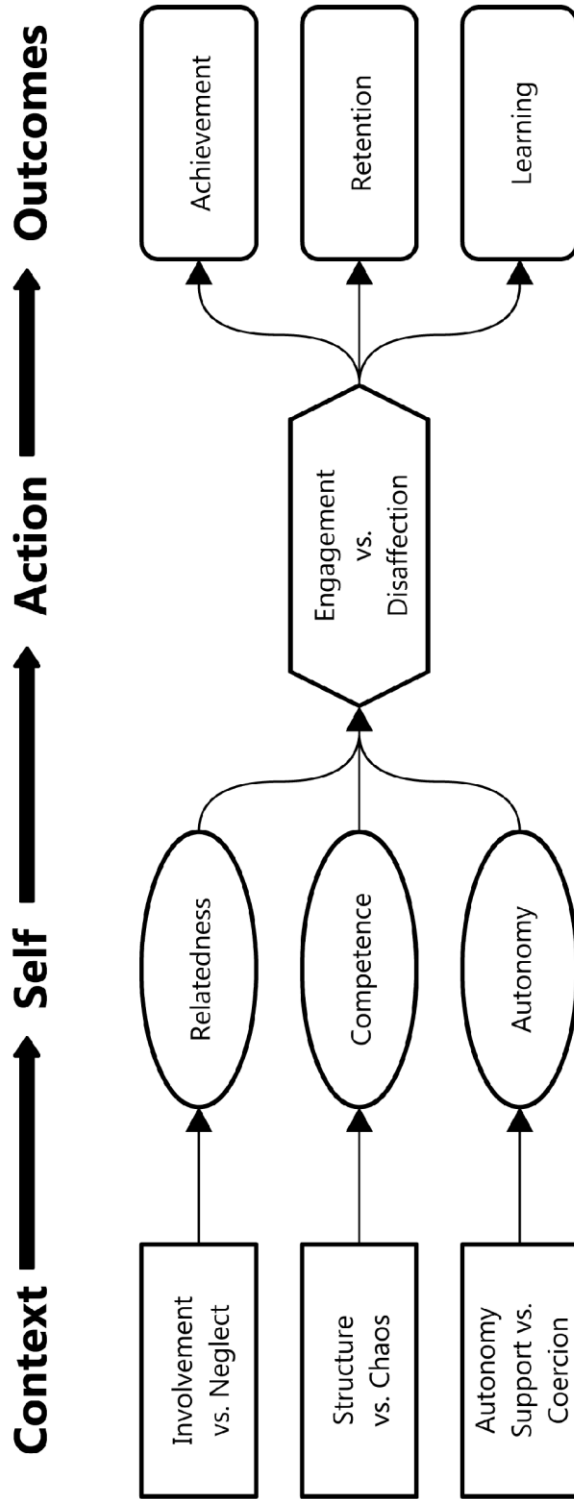 Context
Self
Action
Outcomes
Involvement
vs. Neglect
Relatedness
Achievement
Structure
vs. Chaos
Competence
Engagement
vs.
Disaffection
Retention
Autonomy
Support vs.
Coercion
Autonomy
Learning